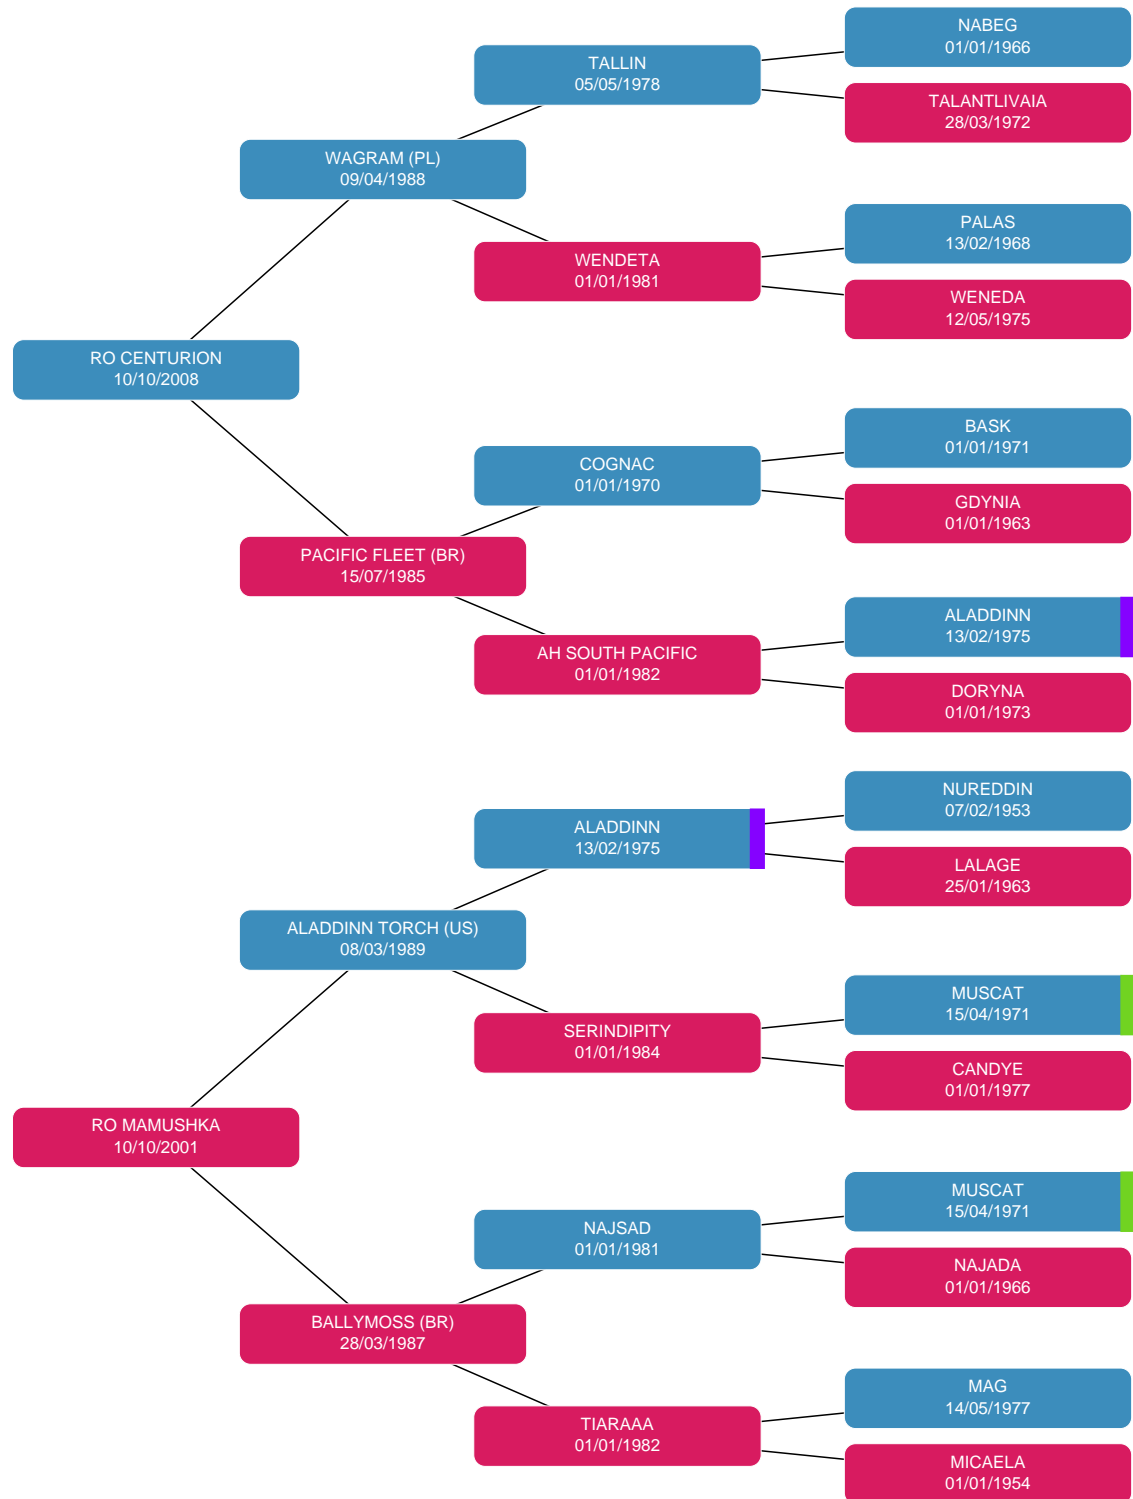 NABEG
01/01/1966
TALLIN
05/05/1978
TALANTLIVAIA
28/03/1972
WAGRAM (PL)
09/04/1988
PALAS
13/02/1968
WENDETA
01/01/1981
WENEDA
12/05/1975
RO CENTURION
10/10/2008
BASK
01/01/1971
COGNAC
01/01/1970
GDYNIA
01/01/1963
PACIFIC FLEET (BR)
15/07/1985
ALADDINN
13/02/1975
AH SOUTH PACIFIC
01/01/1982
DORYNA
01/01/1973
NUREDDIN
07/02/1953
ALADDINN
13/02/1975
LALAGE
25/01/1963
ALADDINN TORCH (US)
08/03/1989
MUSCAT
15/04/1971
SERINDIPITY
01/01/1984
CANDYE
01/01/1977
RO MAMUSHKA
10/10/2001
MUSCAT
15/04/1971
NAJSAD
01/01/1981
NAJADA
01/01/1966
BALLYMOSS (BR)
28/03/1987
MAG
14/05/1977
TIARAAA
01/01/1982
MICAELA
01/01/1954